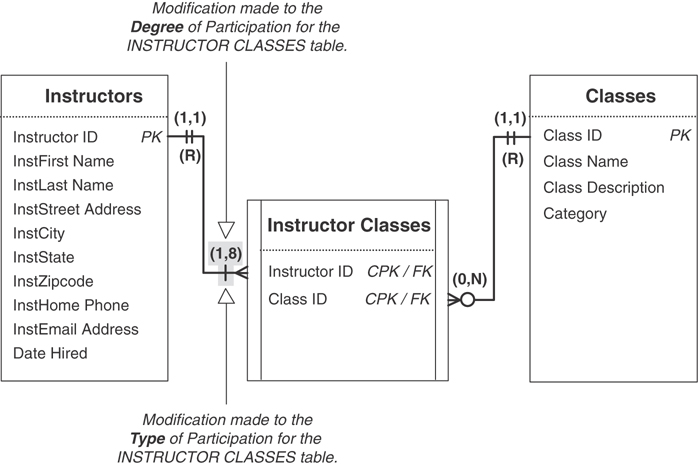 Modification made to the
Degree of Participation for the
INSTRUCTOR CLASSES table.
Instructors
Instructor ID PK
InstFirst Name
InstLast Name
InstStreet Address
InstCity
InstState
InstZipcode
InstHome Phone
InstEmail Address
Date Hired
(1,1)
(R)
(1,8)
Instructor Classes
Instructor ID CPK / FK
Class ID CPK / FK
(0,N)
(1,1)
(R)
Classes
Class ID PK
Class Name
Class Description
Category
Modification made to the
Type of Participation for the
INSTRUCTOR CLASSES table.